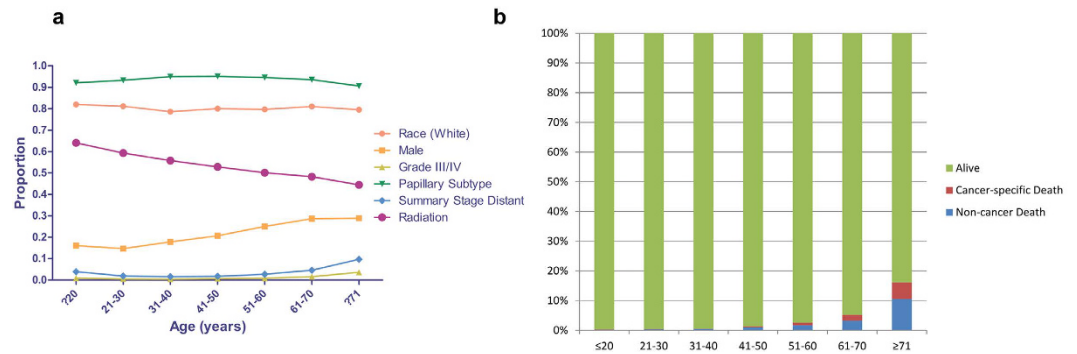 a
1.0
0.9
0.8
0.7
0.6
0.5
0.4
0.3
0.2
0.1
0.0
Proportion
?20
21-30
31-40
41-50
51-60
61-70
?71
Age (years)
Race (White)
Male
Grade III/IV
Papillary Subtype
Summary Stage Distant
Radiation
b
100%
90%
80%
70%
60%
50%
40%
30%
20%
10%
0%
≤20
21-30
31-40
41-50
51-60
61-70
≥71
Alive
Cancer-specific Death
Non-cancer Death